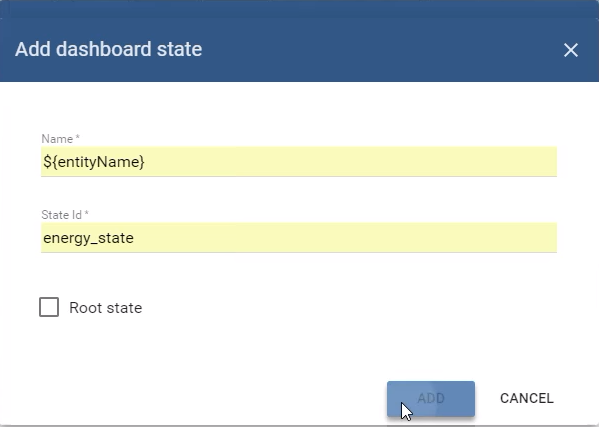 Add dashboard state
Name *
${entityName}
State Id *
energy_state
Root state
ADD CANCEL